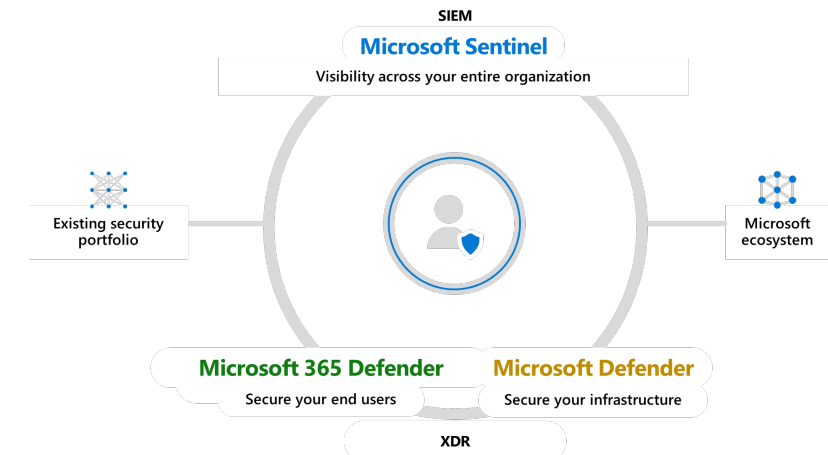 SIEM
Microsoft Sentinel
Visibility across your entire organization
Existing security
portfolio
Microsoft
ecosystem
Microsoft 365 Defender
Secure your end users
Microsoft Defender
Secure your infrastructure
XDR